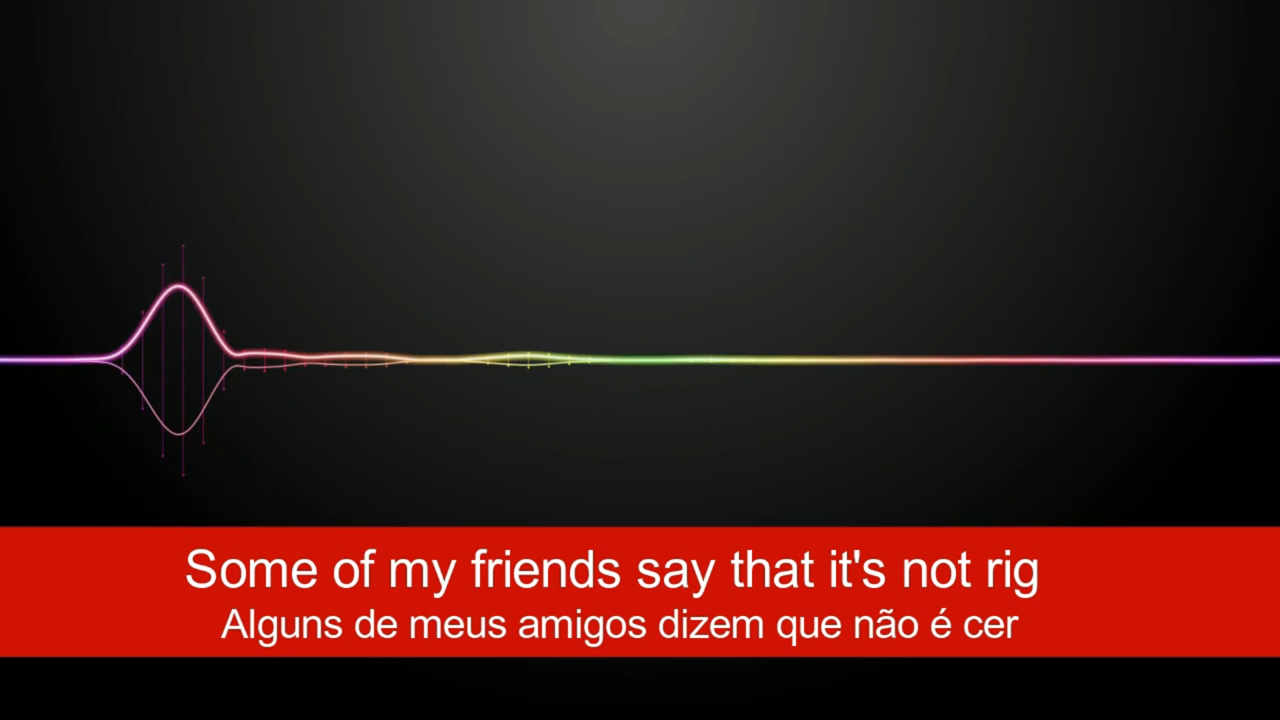 Some of my friends say that it's not rig
Alguns de meus amigos dizem que não é cer